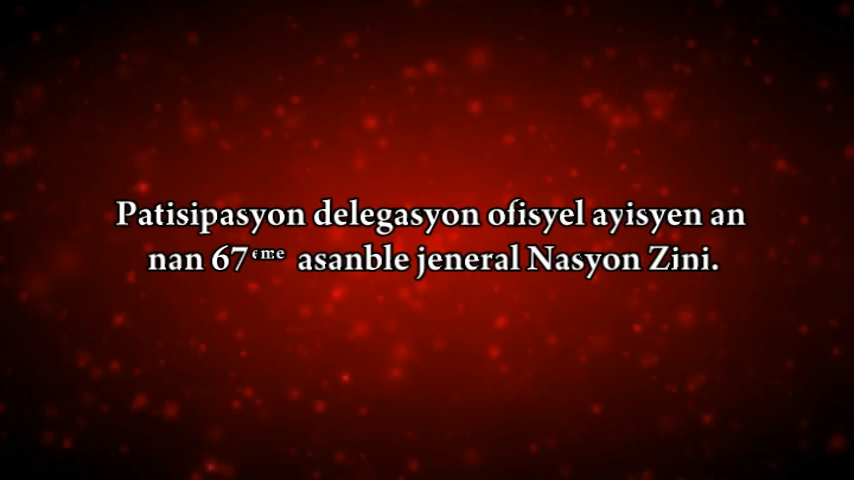 Patisipasyon delegasyon ofisyel ayisyen an
nan 67ème asanble jeneral Nasyon Zini.